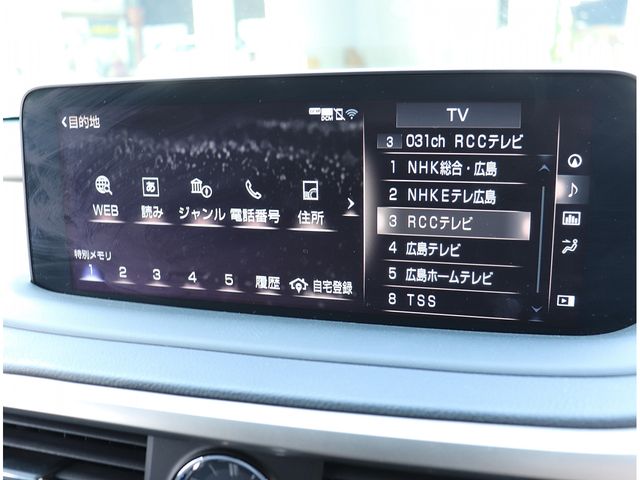 目的地
WEB 読み ジャンル 電話番号 住所
特別メモリ
1 2 3 4 5 履歴 自宅登録
TV
3 031ch RCCテレビ
1 NHK総合・広島
2 NHKEテレ広島
3 RCCテレビ
4 広島テレビ
5 広島ホームテレビ
8 TSS